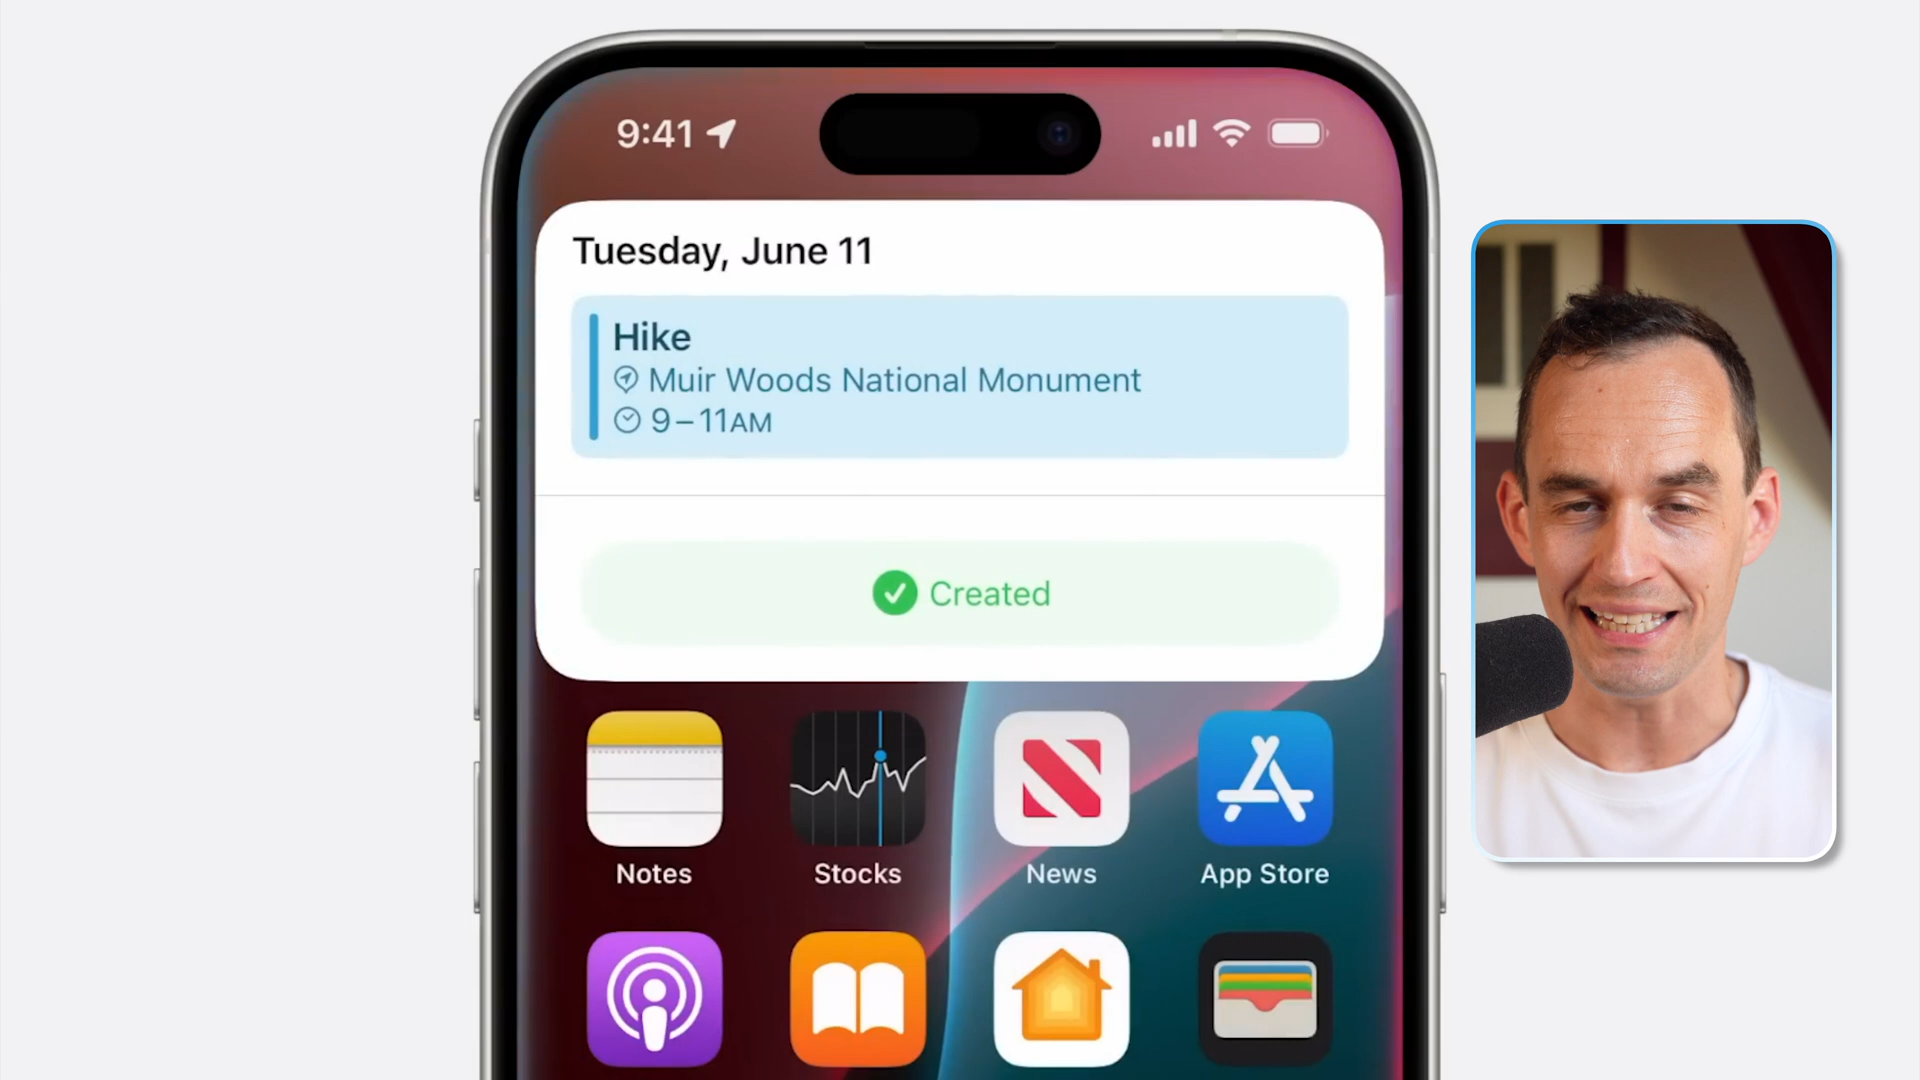 9:41
Tuesday, June 11
Hike
Muir Woods National Monument
9–11AM
Created
Notes
Stocks
News
App Store